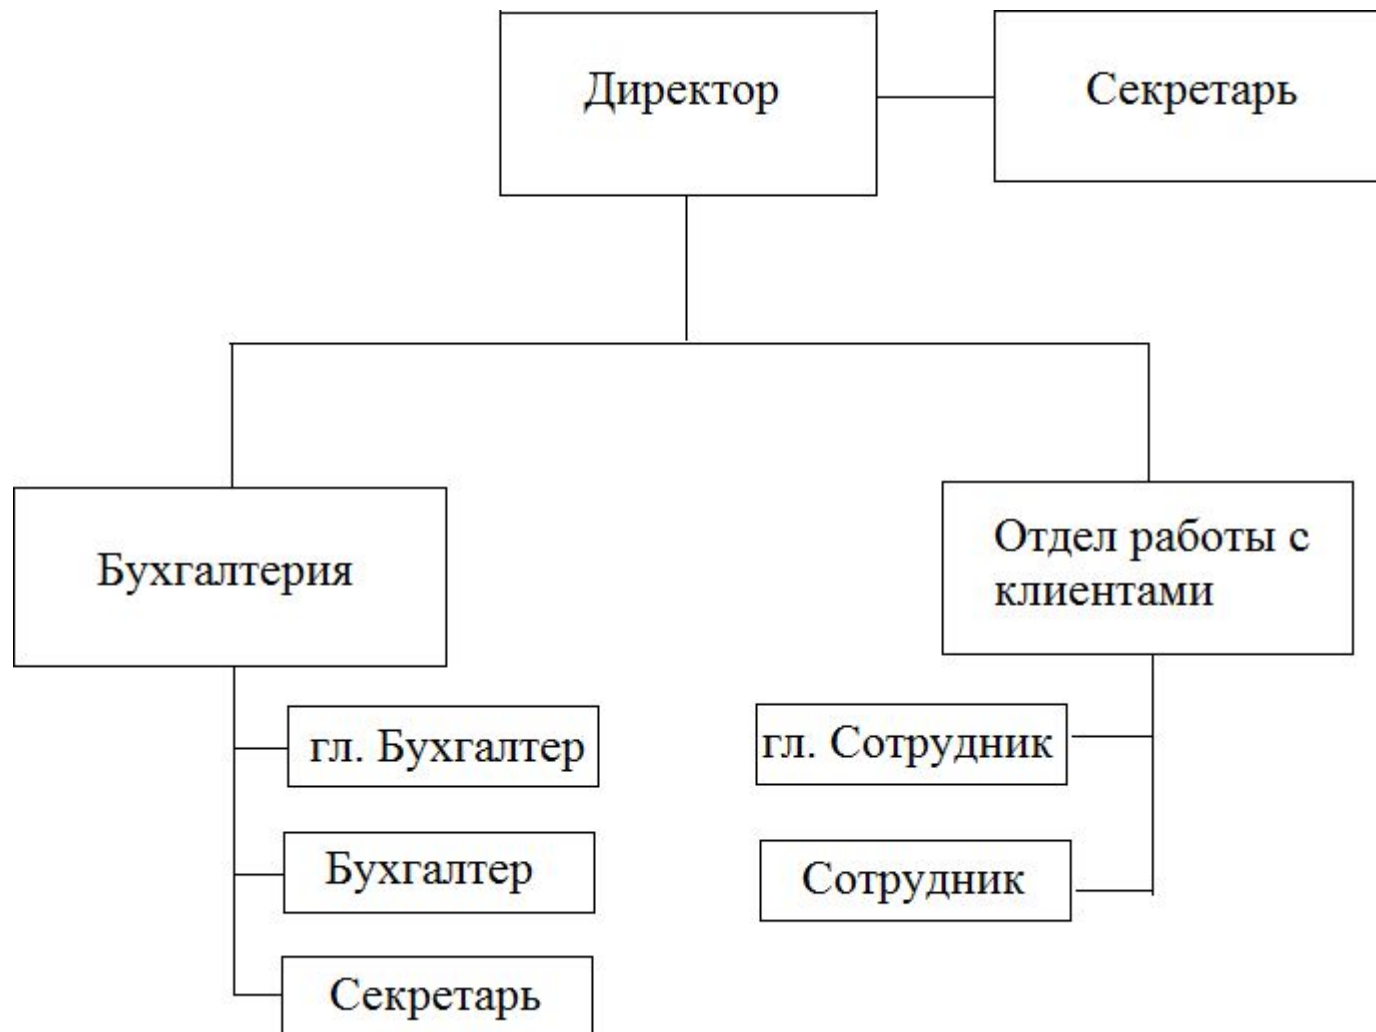 Директор
Секретарь
Бухгалтерия
Отдел работы с
клиентами
гл. Бухгалтер
гл. Сотрудник
Бухгалтер
Сотрудник
Секретарь